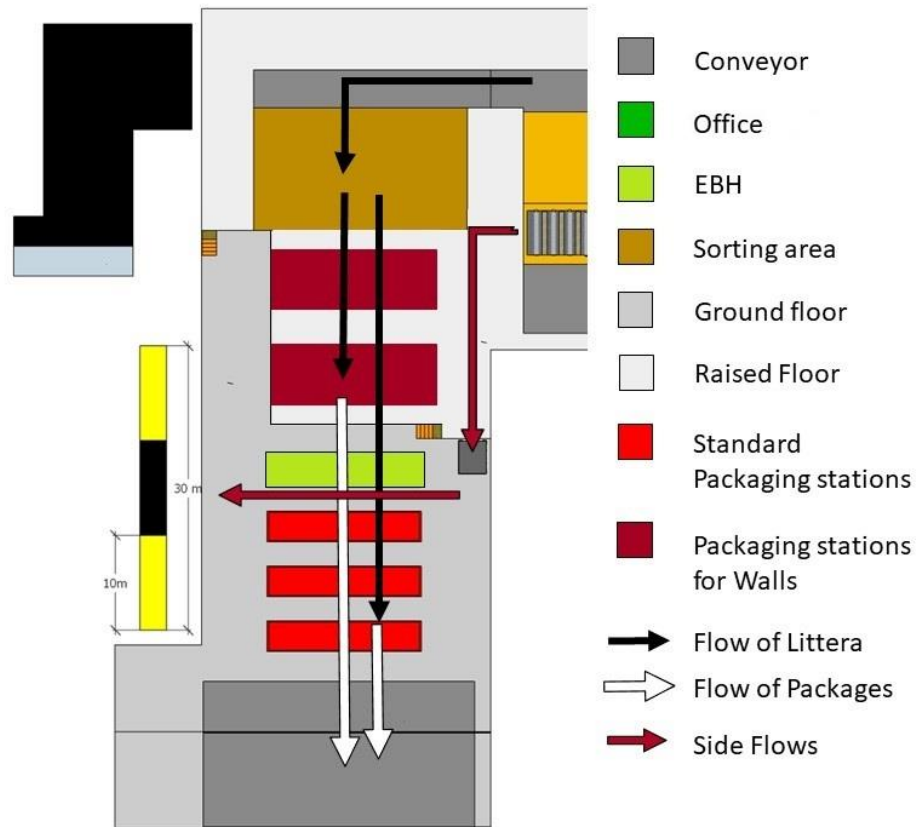 Conveyor
Office
EBH
Sorting area
Ground floor
Raised Floor
Standard
Packaging stations
Packaging stations
for Walls
Flow of Littera
Flow of Packages
Side Flows
30 m
10m